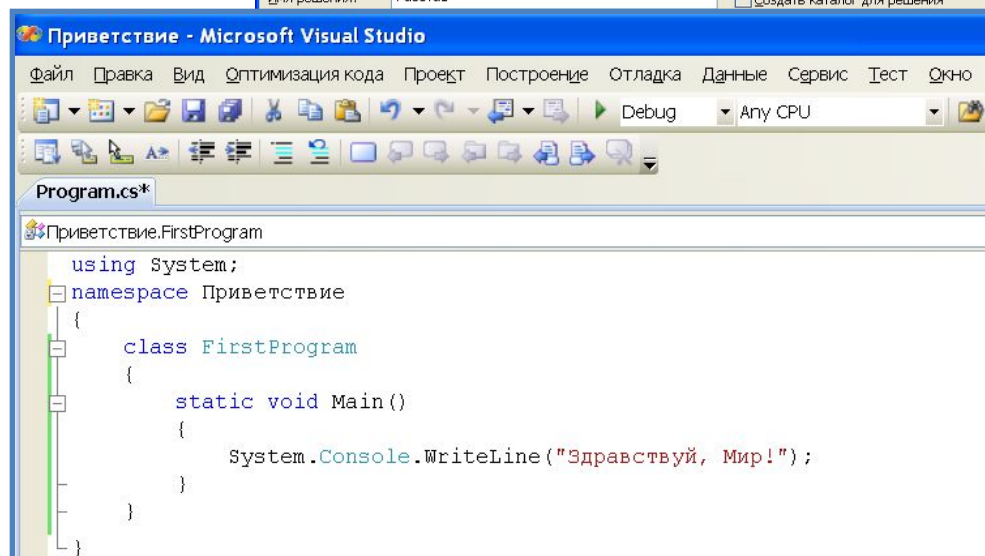 Для решения:
Создать каталог для решения
Приветствие - Microsoft Visual Studio
Файл Правка Вид Оптимизация кода Проект Построение Отладка Данные Сервис Тест Окно
Debug Any CPU
Program.cs*
Приветствие.FirstProgram
using System;
namespace Приветствие
{
class FirstProgram
{
static void Main()
{
System.Console.WriteLine("Здравствуй, Мир!");
}
}
}